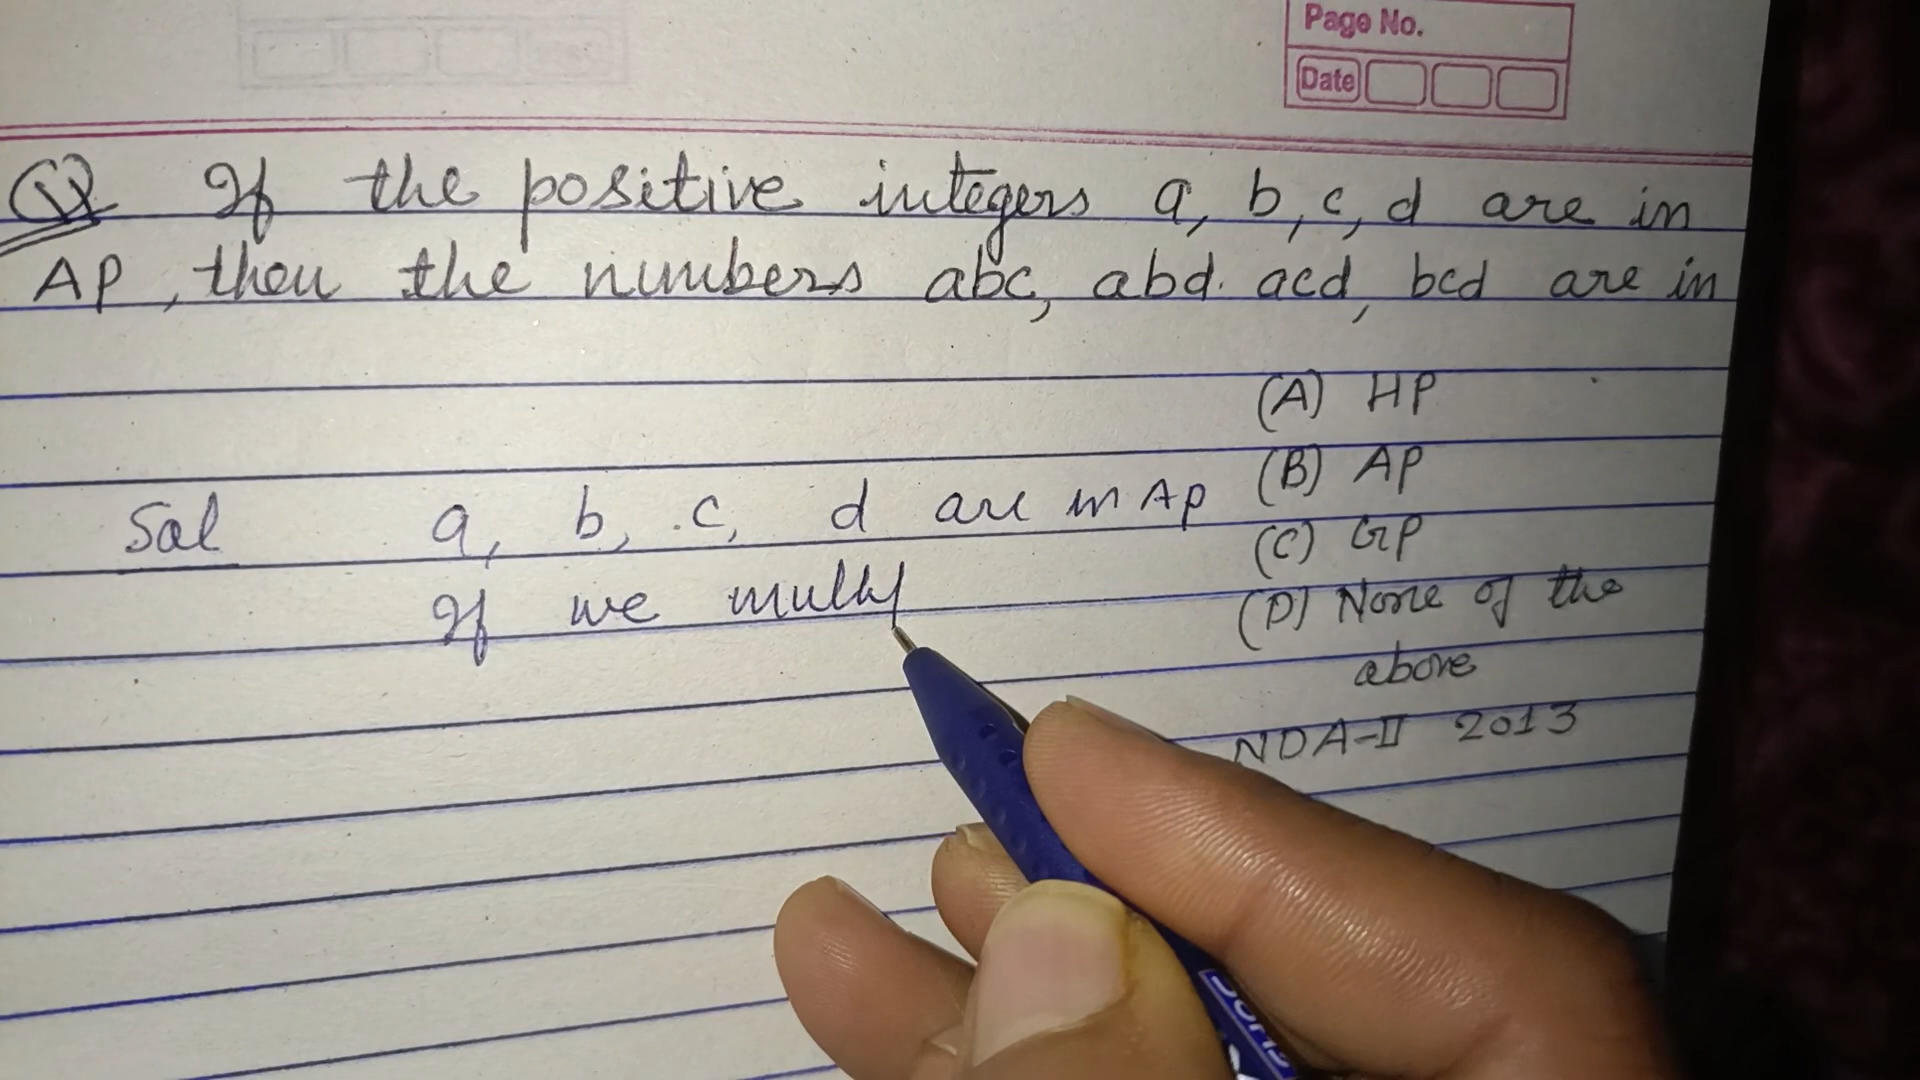 Page No.
Date
Q If the positive integers a, b, c, d are in
AP, then the numbers abc, abd. acd, bcd are in
(A) HP
(B) AP
Sol a, b, c, d are in AP
(C) GP
If we
(D) None of the
above
NDA-II 2013